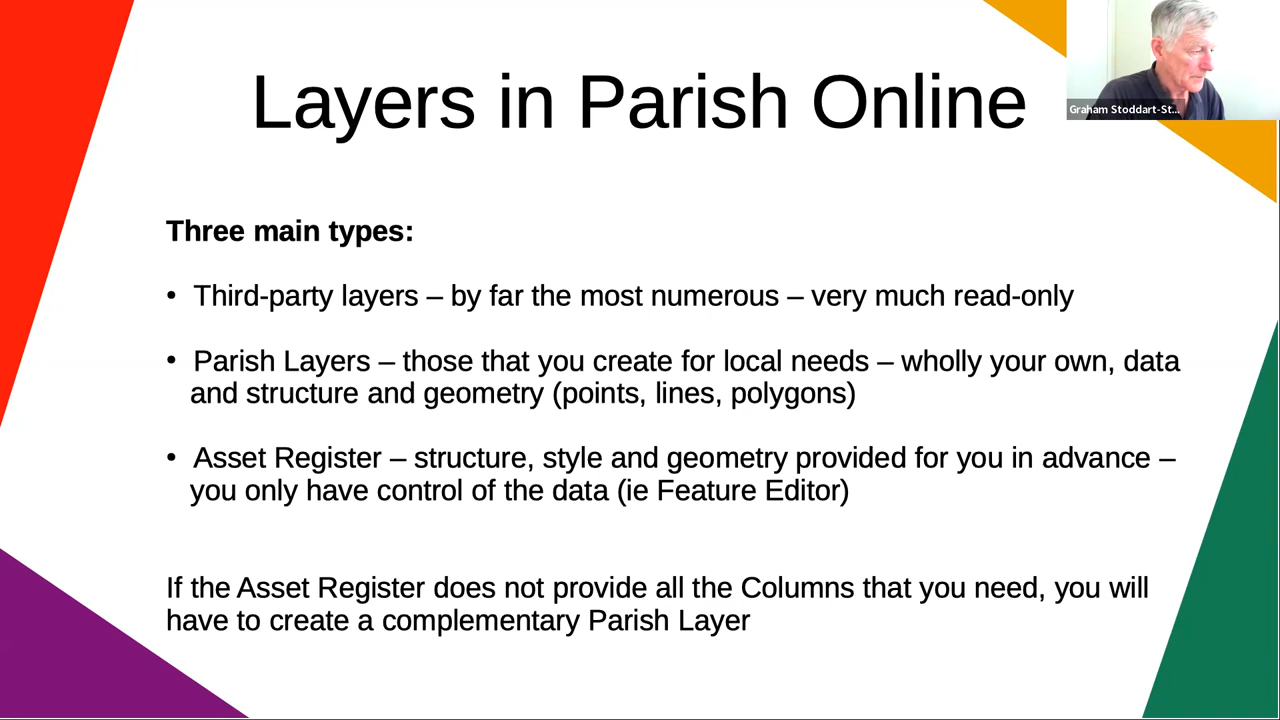 Layers in Parish Online
Graham Stoddart-St...
Three main types:
• Third-party layers – by far the most numerous – very much read-only
• Parish Layers – those that you create for local needs – wholly your own, data
and structure and geometry (points, lines, polygons)
• Asset Register – structure, style and geometry provided for you in advance –
you only have control of the data (ie Feature Editor)
If the Asset Register does not provide all the Columns that you need, you will
have to create a complementary Parish Layer